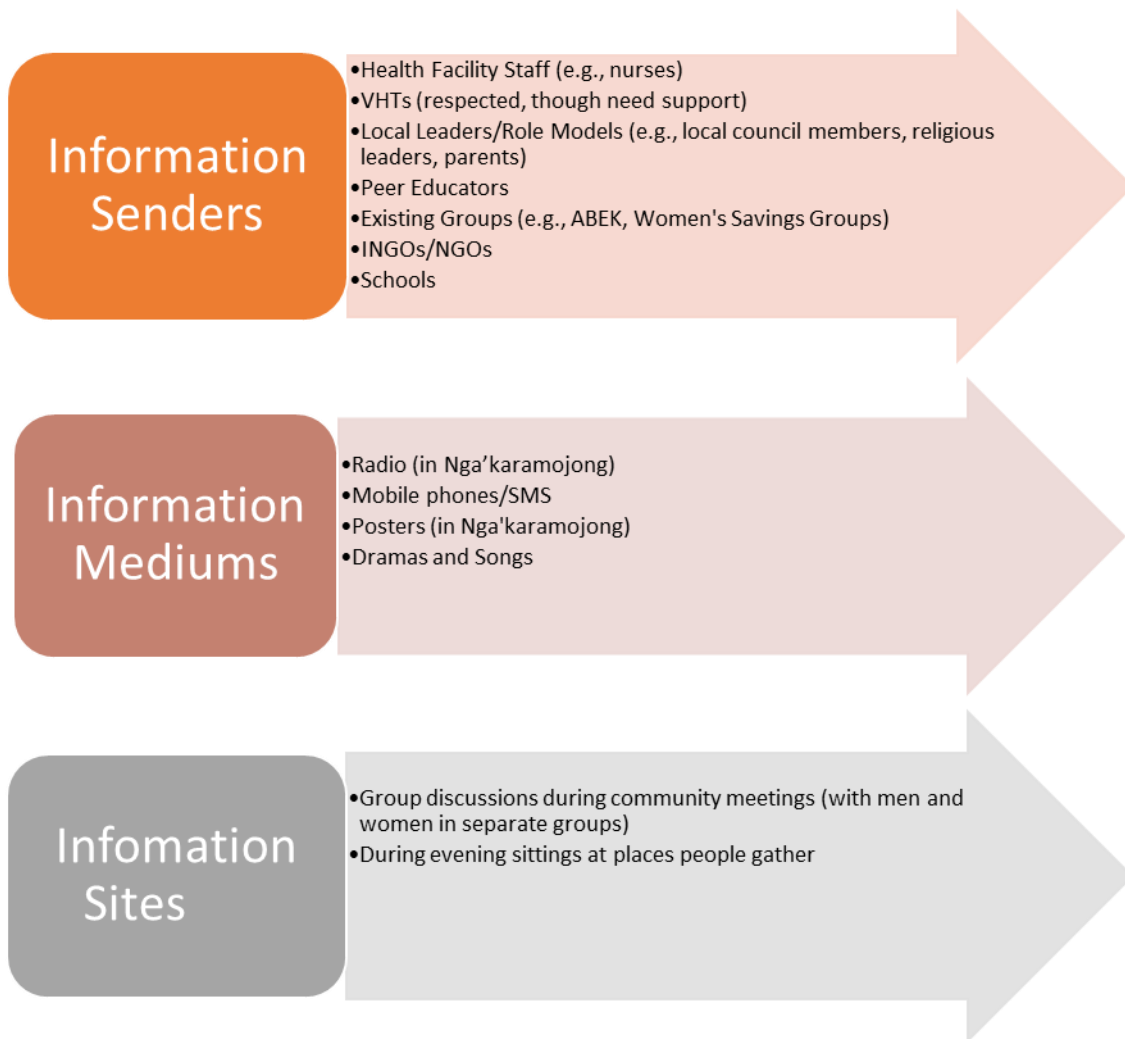 Information
Senders
•Health Facility Staff (e.g., nurses)
•VHTs (respected, though need support)
•Local Leaders/Role Models (e.g., local council members, religious
leaders, parents)
•Peer Educators
•Existing Groups (e.g., ABEK, Women's Savings Groups)
•INGOs/NGOs
•Schools
Information
Mediums
•Radio (in Nga’karamojong)
•Mobile phones/SMS
•Posters (in Nga'karamojong)
•Dramas and Songs
Infomation
Sites
•Group discussions during community meetings (with men and
women in separate groups)
•During evening sittings at places people gather